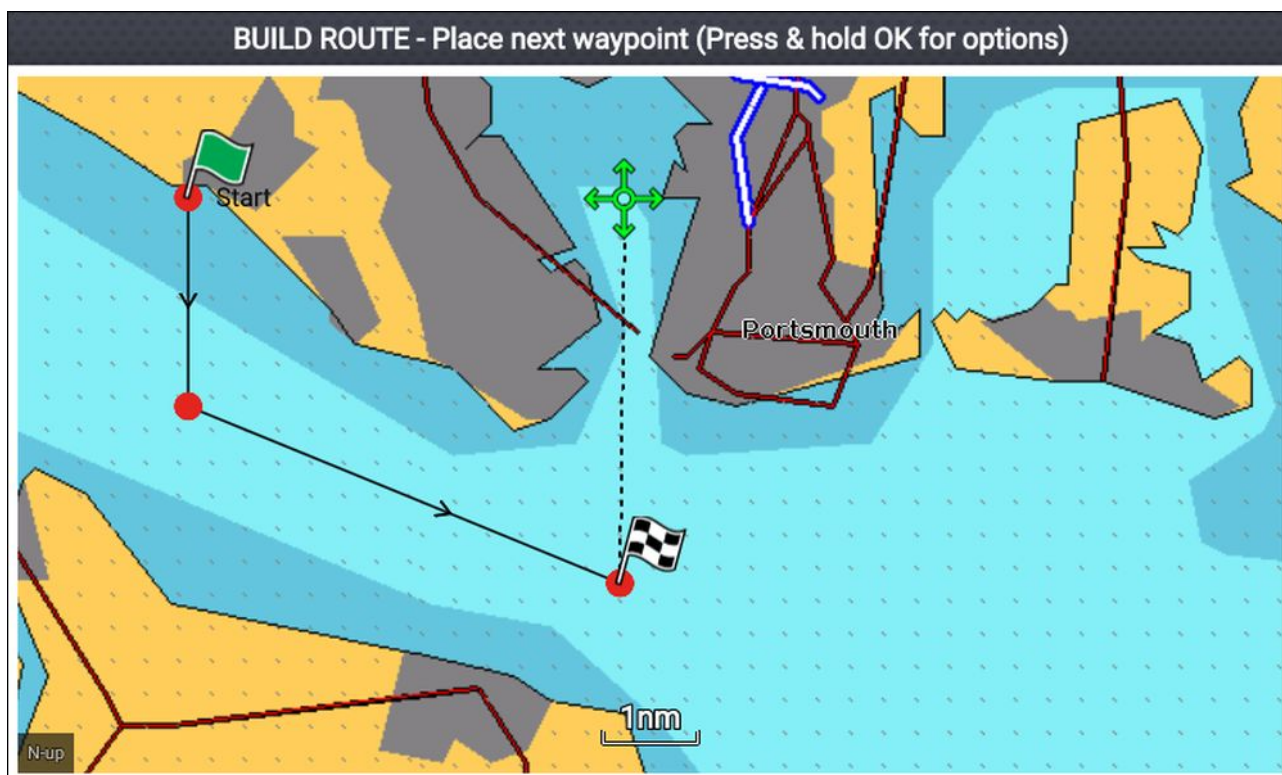 BUILD ROUTE - Place next waypoint (Press & hold OK for options)
Start
Portsmouth
1nm
N-up